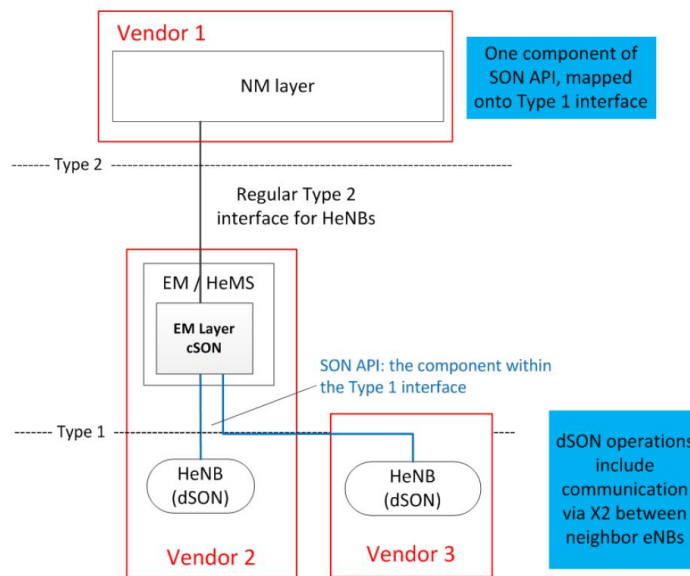 Vendor 1
NM layer
One component of
SON API, mapped
onto Type 1 interface
Type 2
Regular Type 2
interface for HeNBs
EM / HeMS
EM Layer
cSON
SON API: the component within
the Type 1 interface
Type 1
HeNB
(dSON)
HeNB
(dSON)
Vendor 2
Vendor 3
dSON operations
include
communication
via X2 between
neighbor eNBs